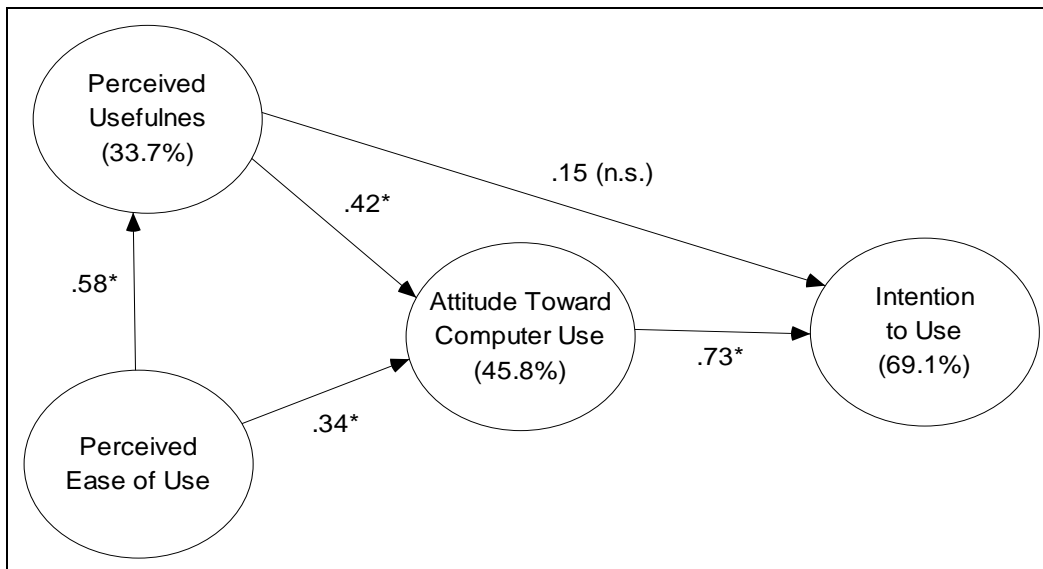 Perceived
Usefulnes
(33.7%)
.15 (n.s.)
.42*
.58*
Attitude Toward
Computer Use
(45.8%)
Intention
to Use
(69.1%)
.73*
.34*
Perceived
Ease of Use